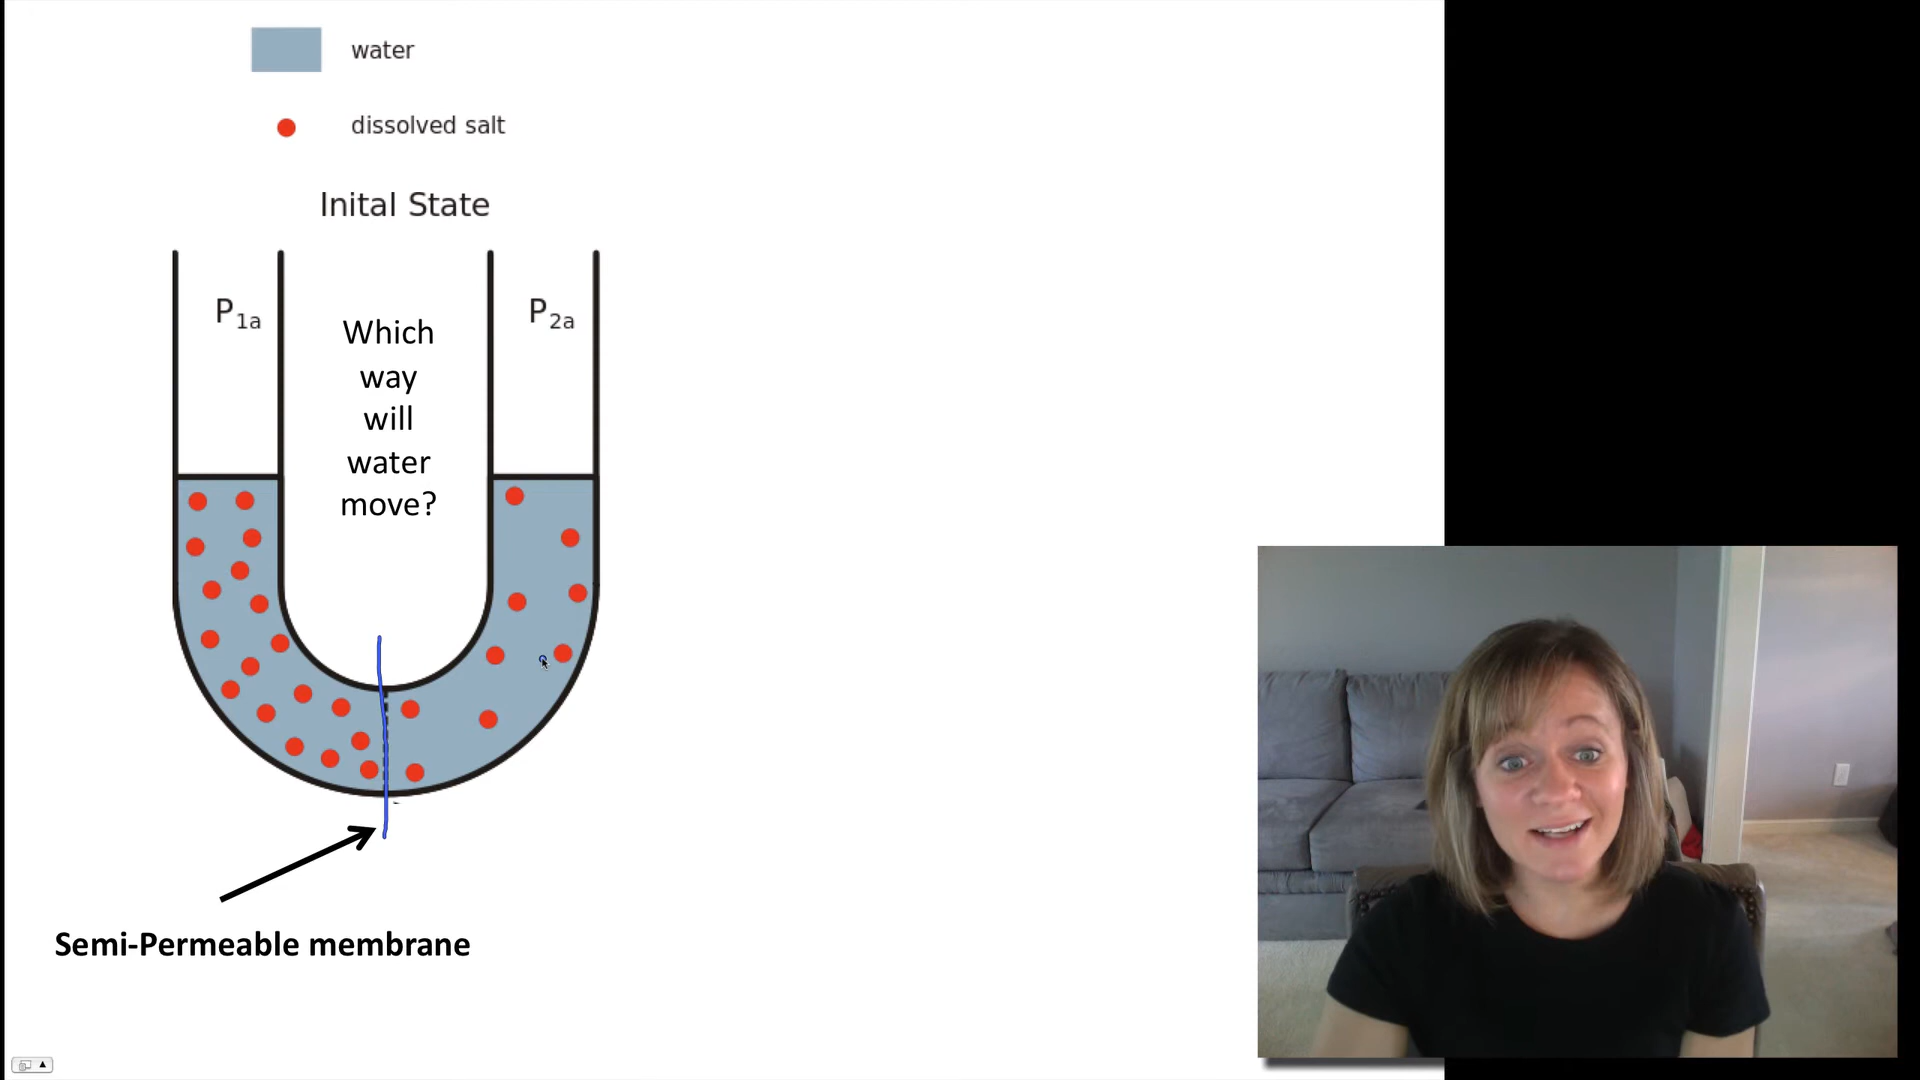 water
dissolved salt
Inital State
P1a
P2a
Which
way
will
water
move?
Semi-Permeable membrane